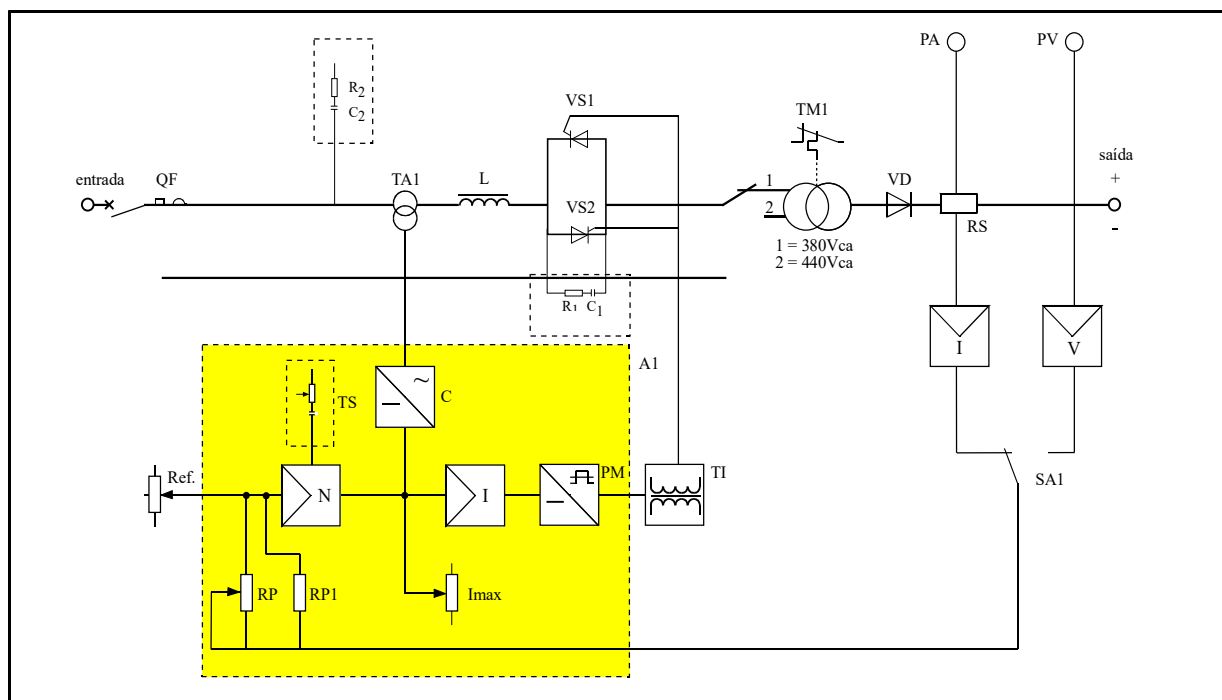 PA
PV
R2
C2
VS1
TM1
entrada
QF
TA1
L
VS2
1
2
VD
saída
+
-
RS
1 = 380Vca
2 = 440Vca
R1
C1
A1
I
V
TS
C
Ref.
N
I
PM
TI
SA1
RP
RP1
Imax